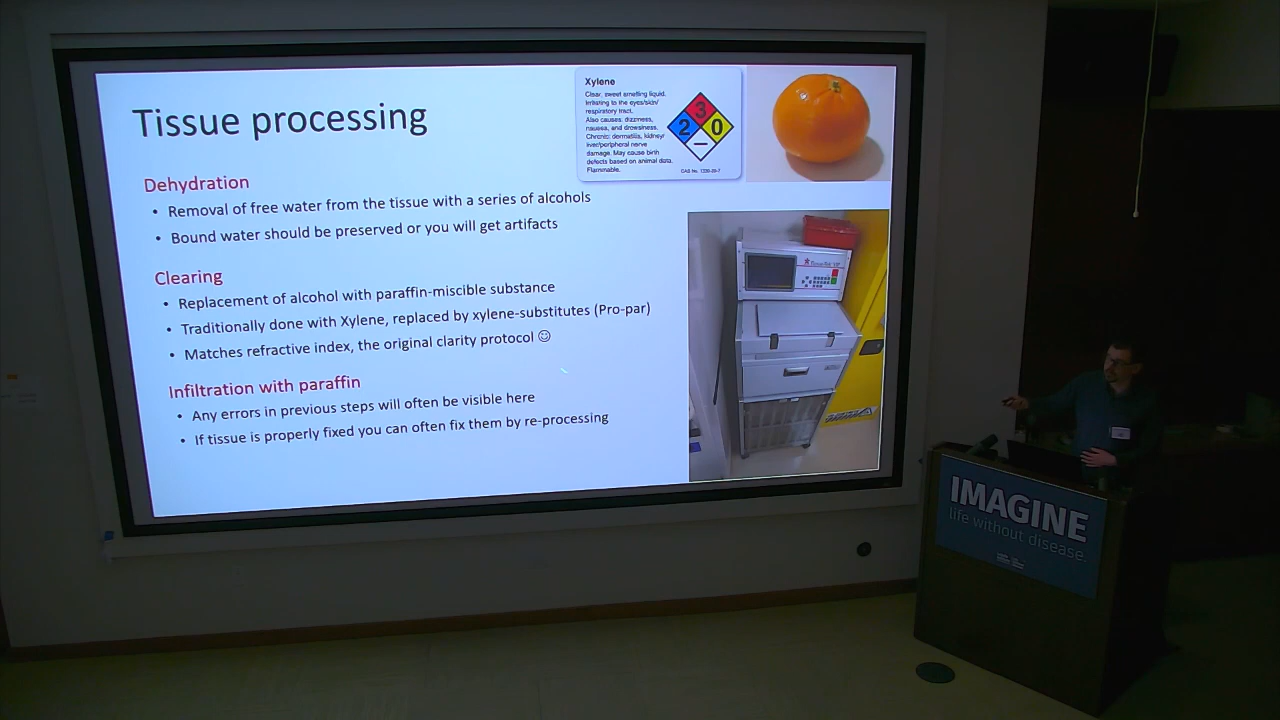 Tissue processing
Dehydration
• Removal of free water from the tissue with a series of alcohols
• Bound water should be preserved or you will get artifacts
Clearing
• Replacement of alcohol with paraffin-miscible substance
• Traditionally done with Xylene, replaced by xylene-substitutes (Pro-par)
• Matches refractive index, the original clarity protocol ☺
Infiltration with paraffin
• Any errors in previous steps will often be visible here
• If tissue is properly fixed you can often fix them by re-processing
Xylene
Clear, sweet smelling liquid.
Irritating to the eyes/skin/
respiratory tract.
Also causes dizziness,
nausea, and drowsiness.
Chronic: dermatitis, kidney/
liver/peripheral nerve
damage. May cause birth
defects based on animal data.
Flammable.
3
2
0
CAS No. 1330-20-7
IMAGINE
life without disease.